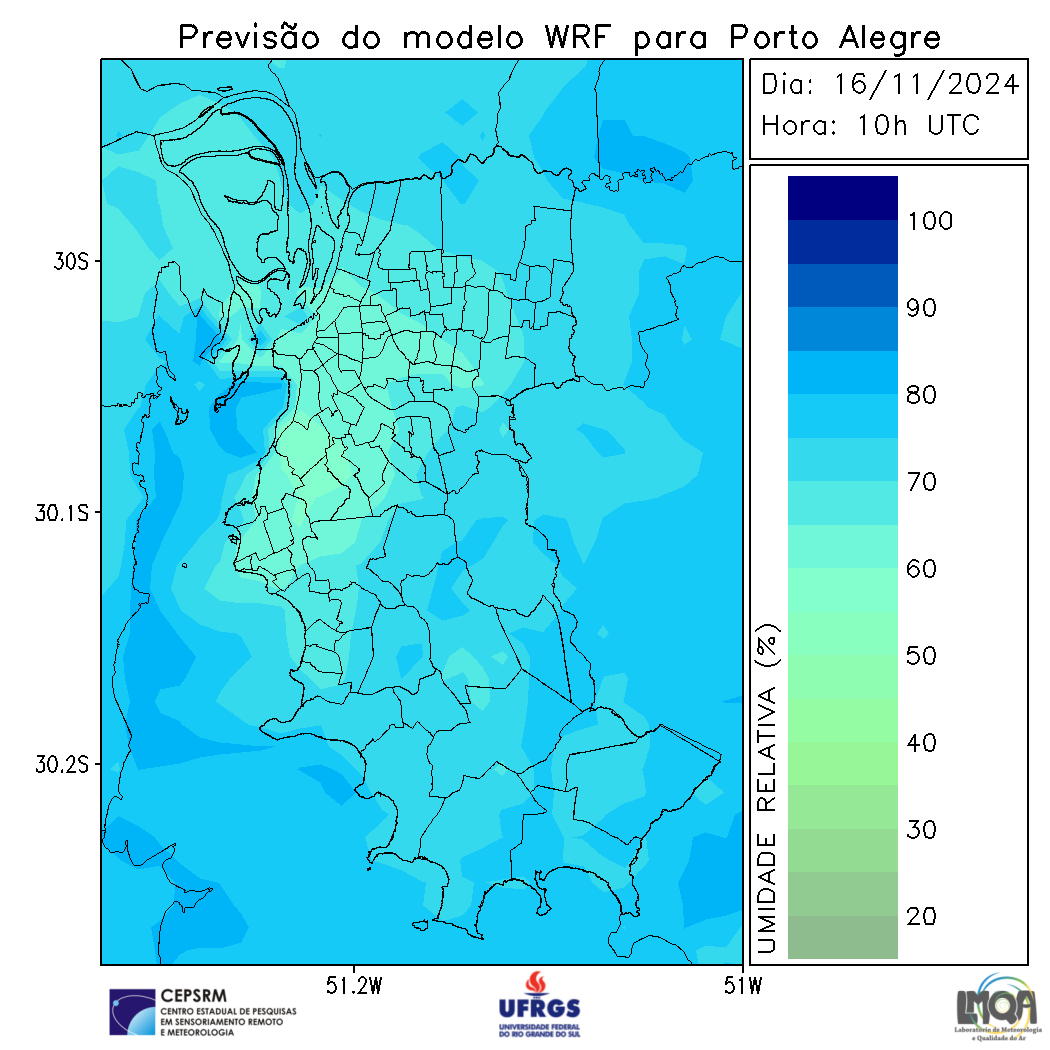 Previsão do modelo WRF para Porto Alegre
Dia: 16/11/2024
Hora: 10h UTC
30S
30.1S
30.2S
51.2W
51W
UMIDADE RELATIVA (%)
100
90
80
70
60
50
40
30
20
CEPSRM
CENTRO ESTADUAL DE PESQUISAS
EM SENSORIAMENTO REMOTO
E METEOROLOGIA
UFRGS
UNIVERSIDADE FEDERAL
DO RIO GRANDE DO SUL
LMQA
Laboratório de Meteorologia
e Qualidade do Ar